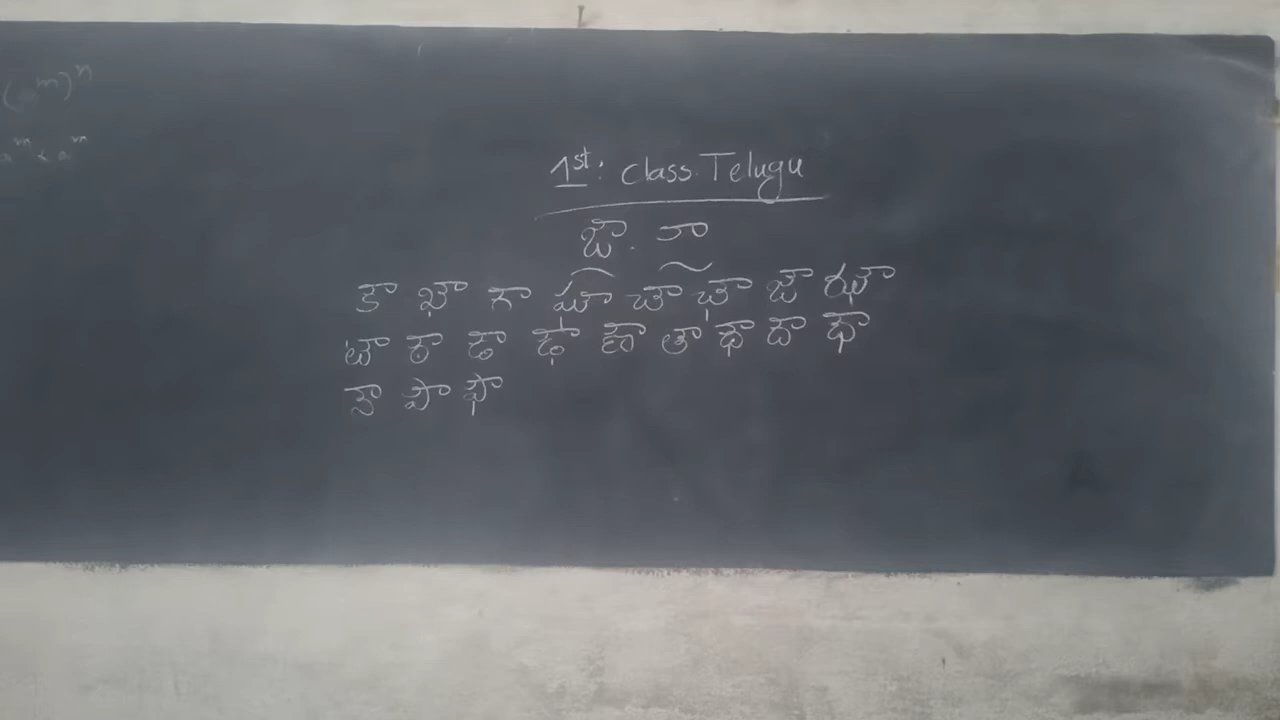 (a^m)^n
1st: class Telugu
ఔ. ౌ
కౌ ఖౌ గౌ ఘౌ చౌ ఛౌ జౌ ఝౌ
టౌ ఠౌ డౌ ఢౌ ణౌ తౌ థౌ దౌ ధౌ
నౌ పౌ ఫౌ